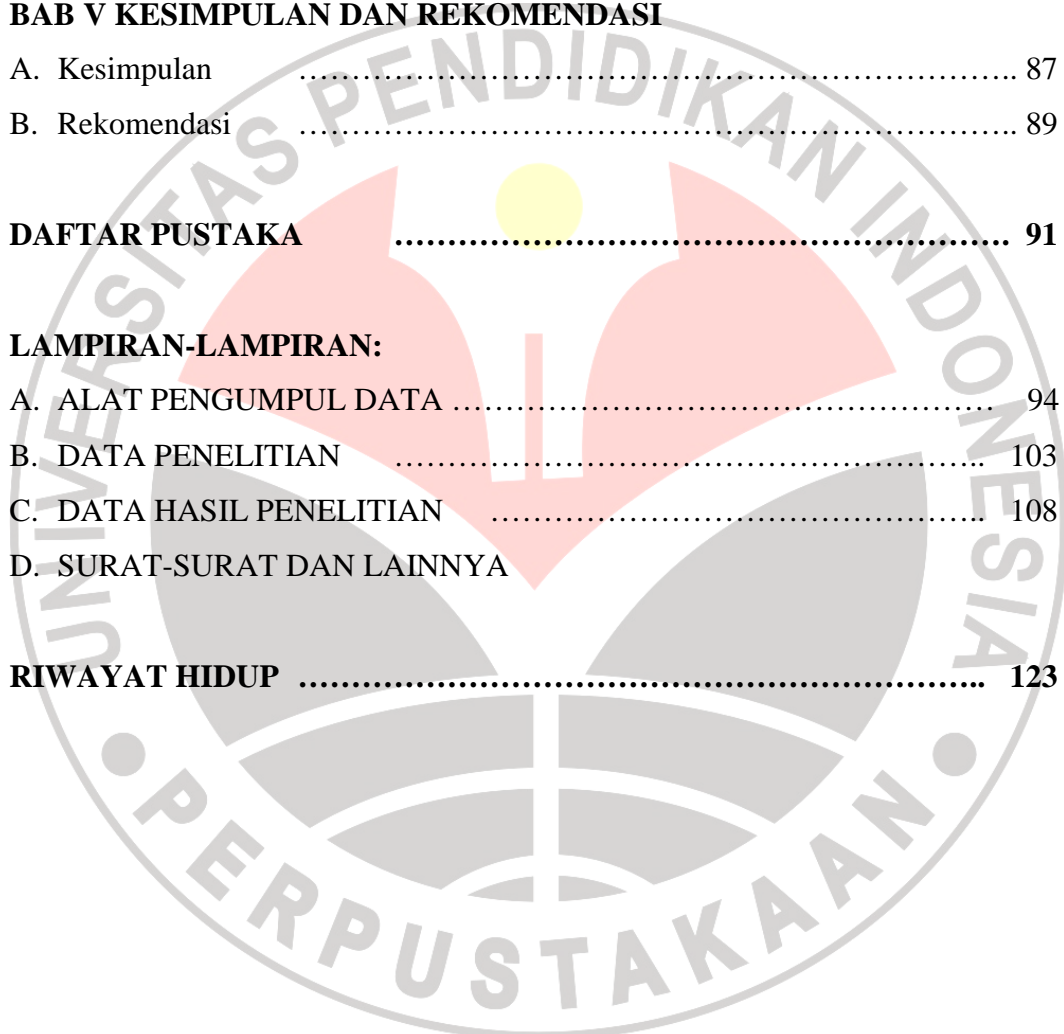 BAB V KESIMPULAN DAN REKOMENDASI
A. Kesimpulan ………………………………………………………………….. 87
B. Rekomendasi ………………………………………………………………….. 89
DAFTAR PUSTAKA ………………………………………………………. 91
LAMPIRAN-LAMPIRAN:
A. ALAT PENGUMPUL DATA ………………………………………………… 94
B. DATA PENELITIAN …………………………………………………….. 103
C. DATA HASIL PENELITIAN …………………………………………….. 108
D. SURAT-SURAT DAN LAINNYA
RIWAYAT HIDUP …………………………………………………………….. 123
UNIVERSITAS PENDIDIKAN INDONESIA
PERPUSTAKAAN